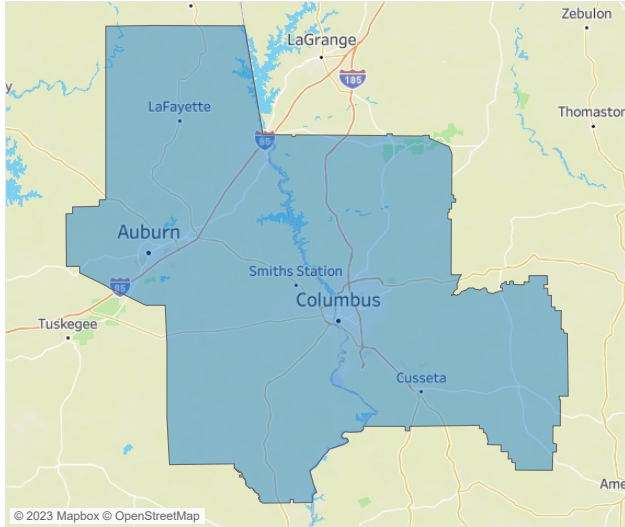 Zebulon
LaGrange
185
y
LaFayette
Thomaston
85
Auburn
Smiths Station
85
Columbus
Tuskegee
Cusseta
Ame
© 2023 Mapbox © OpenStreetMap